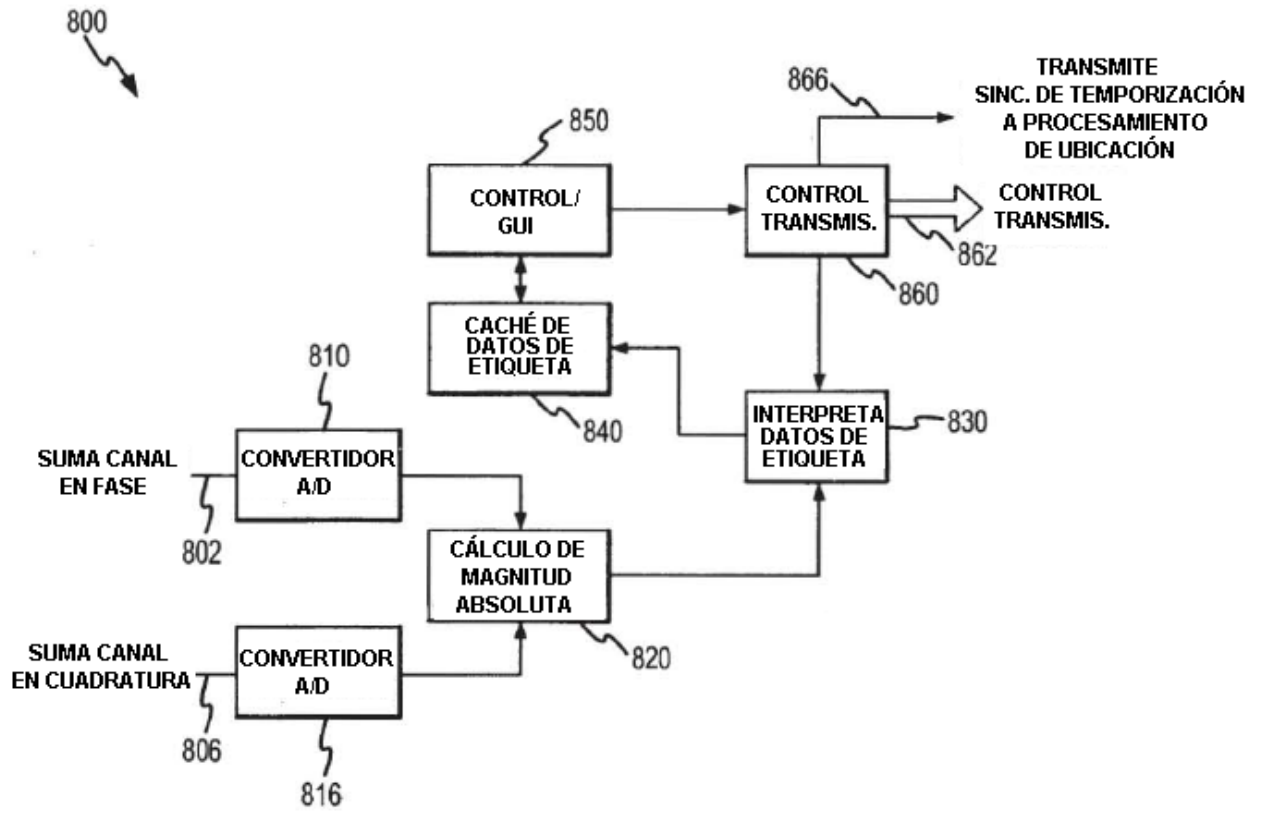 800
866
TRANSMITE
SINC. DE TEMPORIZACIÓN
A PROCESAMIENTO
DE UBICACIÓN
850
CONTROL/
GUI
CONTROL
TRANSMIS.
CONTROL
TRANSMIS.
862
860
CACHÉ DE
DATOS DE
ETIQUETA
840
INTERPRETA
DATOS DE
ETIQUETA
830
810
SUMA CANAL
EN FASE
802
CONVERTIDOR
A/D
CÁLCULO DE
MAGNITUD
ABSOLUTA
820
SUMA CANAL
EN CUADRATURA
806
CONVERTIDOR
A/D
816